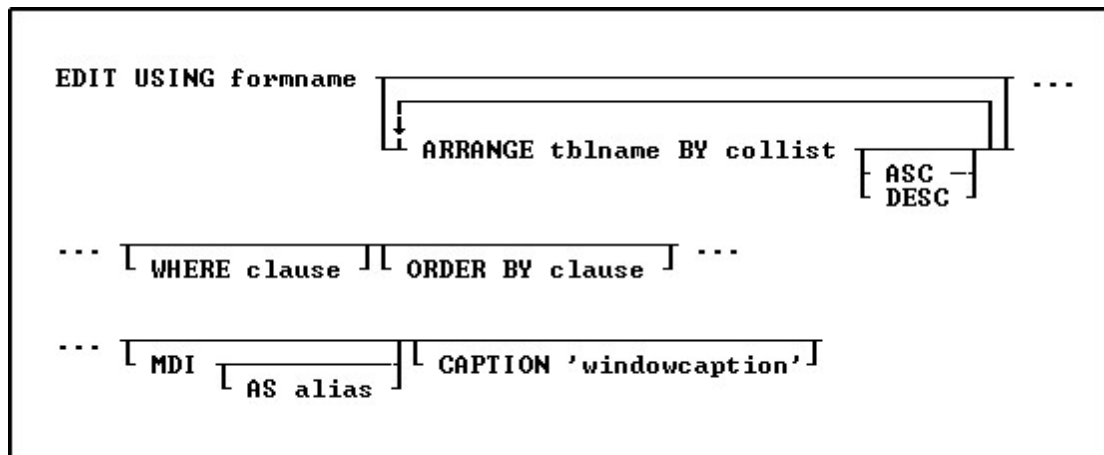 EDIT USING formname ...
ARRANGE tblname BY collist
ASC
DESC
... WHERE clause ORDER BY clause ...
... MDI CAPTION 'windowcaption'
AS alias